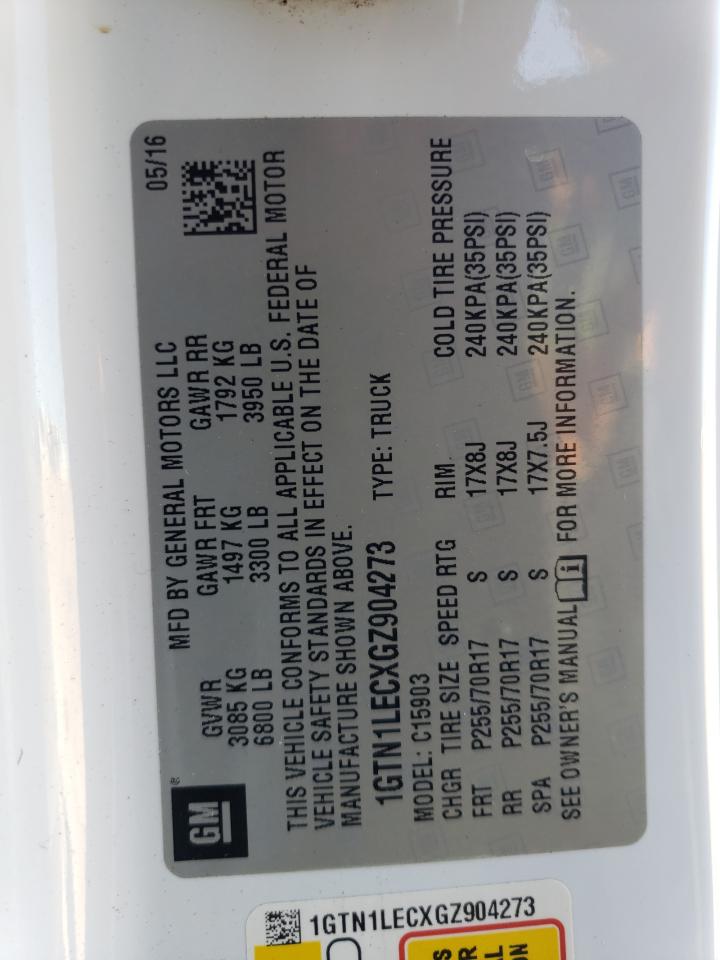 GM®
MFD BY GENERAL MOTORS LLC 05/16
GVWR GAWR FRT GAWR RR
3085 KG 1497 KG 1792 KG
6800 LB 3300 LB 3950 LB
THIS VEHICLE CONFORMS TO ALL APPLICABLE U.S. FEDERAL MOTOR
VEHICLE SAFETY STANDARDS IN EFFECT ON THE DATE OF
MANUFACTURE SHOWN ABOVE.
1GTN1LECXGZ904273 TYPE: TRUCK
MODEL: C15903
CHGR TIRE SIZE SPEED RTG RIM COLD TIRE PRESSURE
FRT P255/70R17 S 17X8J 240KPA(35PSI)
RR P255/70R17 S 17X8J 240KPA(35PSI)
SPA P255/70R17 S 17X7.5J 240KPA(35PSI)
SEE OWNER'S MANUAL FOR MORE INFORMATION.
1GTN1LECXGZ904273